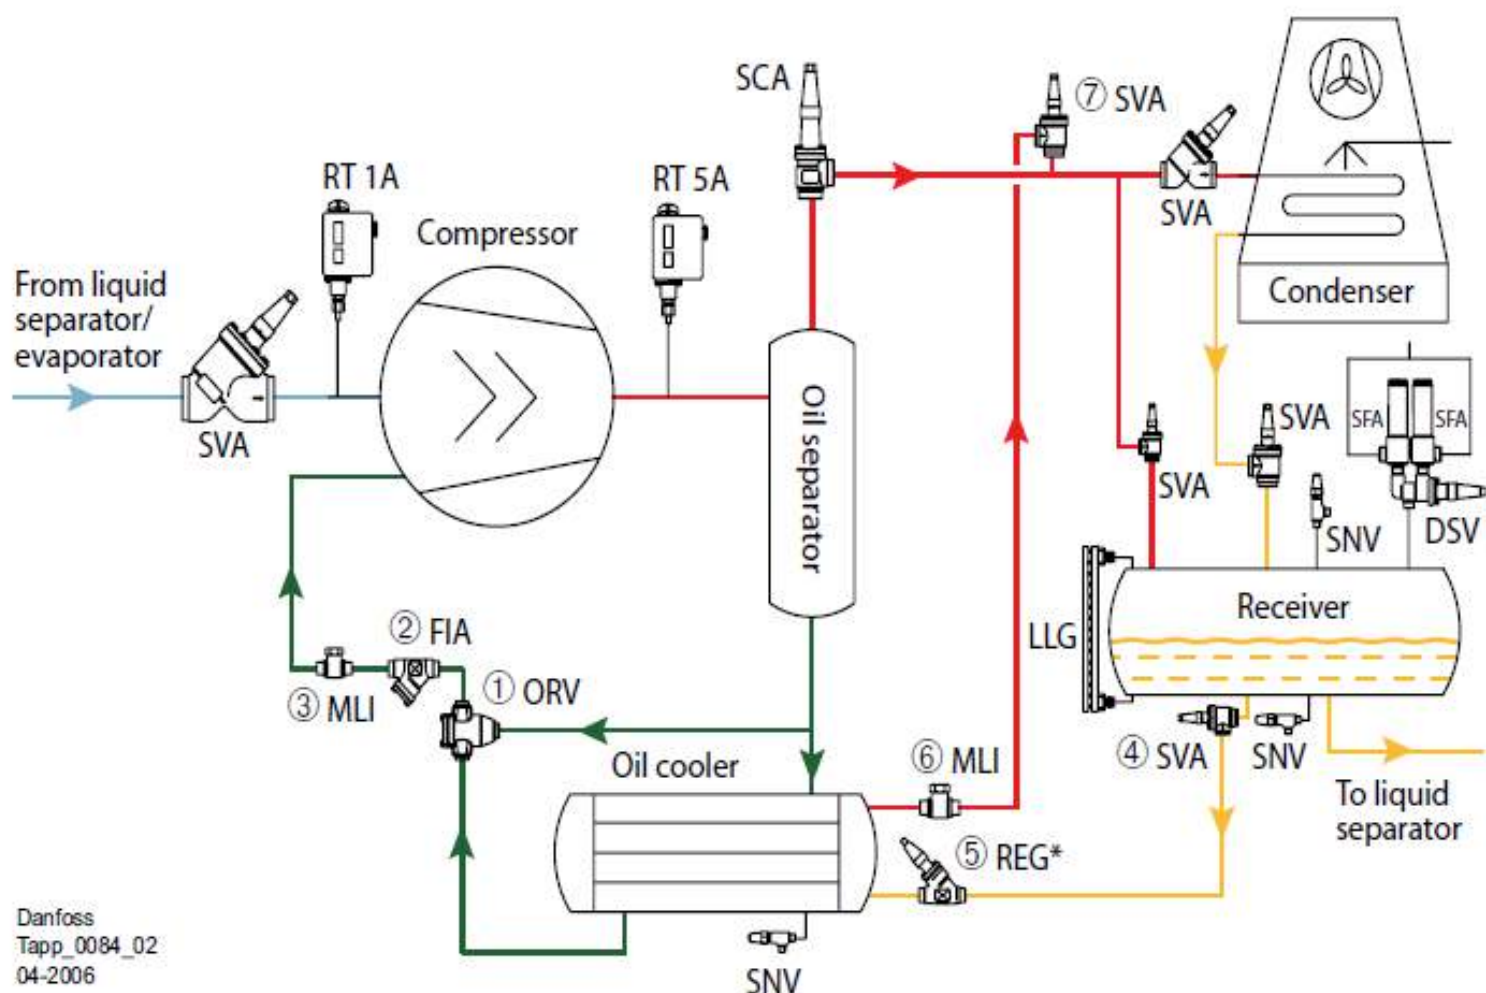 SCA
⑦ SVA
RT 1A
RT 5A
SVA
Compressor
Condenser
From liquid
separator/
evaporator
SVA
Oil separator
SVA
SVA
SFA
SFA
SNV
DSV
② FIA
Receiver
LLG
③ MLI
① ORV
Oil cooler
⑥ MLI
④ SVA
SNV
To liquid
separator
⑤ REG*
SNV
Danfoss
Tapp_0084_02
04-2006